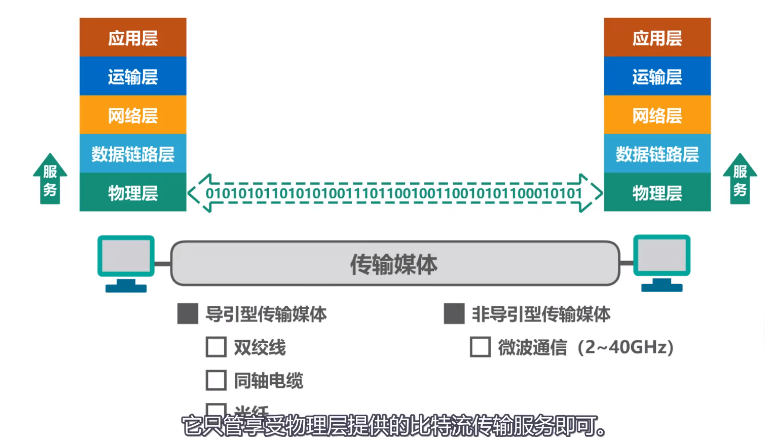 应用层
运输层
网络层
数据链路层
物理层
服务
0101010110101010011101100100110010101100010101
应用层
运输层
网络层
数据链路层
物理层
服务
传输媒体
导引型传输媒体
双绞线
同轴电缆
光纤
非导引型传输媒体
微波通信（2~40GHz）
它只管享受物理层提供的比特流传输服务即可。